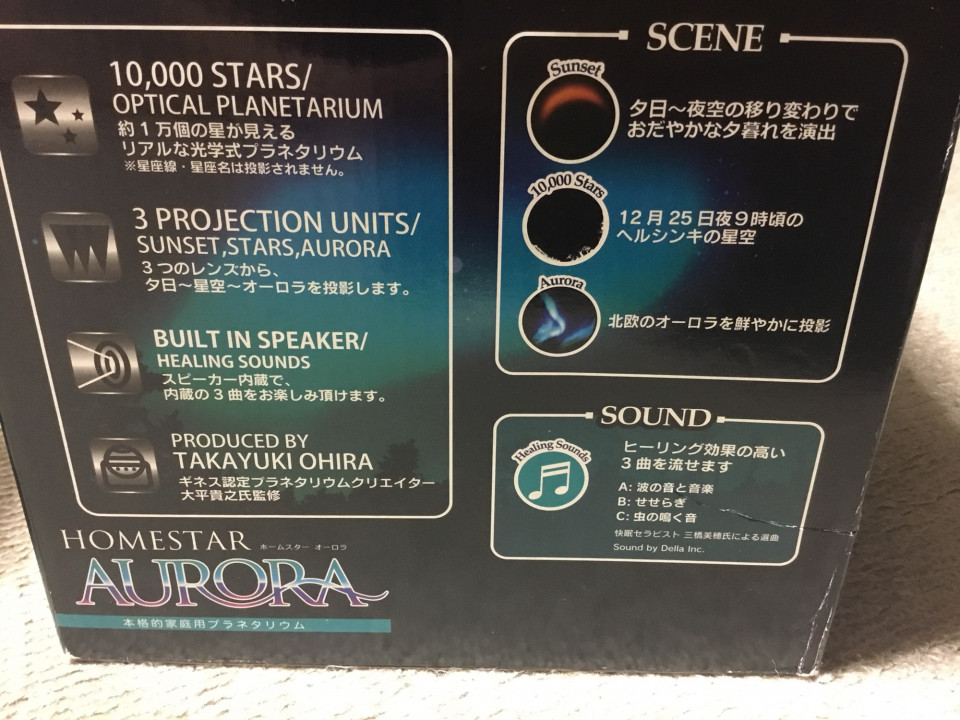 10,000 STARS/
OPTICAL PLANETARIUM
約1万個の星が見える
リアルな光学式プラネタリウム
※星座線・星座名は投影されません。
3 PROJECTION UNITS/
SUNSET,STARS,AURORA
3つのレンズから、
夕日～星空～オーロラを投影します。
BUILT IN SPEAKER/
HEALING SOUNDS
スピーカー内蔵で、
内蔵の3曲をお楽しみ頂けます。
PRODUCED BY
TAKAYUKI OHIRA
ギネス認定プラネタリウムクリエイター
大平貴之氏監修
HOMESTAR ホームスター オーロラ
AURORA
本格的家庭用プラネタリウム
SCENE
Sunset
夕日～夜空の移り変わりで
おだやかな夕暮れを演出
10,000 Stars
12月25日夜9時頃の
ヘルシンキの星空
Aurora
北欧のオーロラを鮮やかに投影
SOUND
Healing Sounds
ヒーリング効果の高い
3曲を流せます
A: 波の音と音楽
B: せせらぎ
C: 虫の鳴く音
快眠セラピスト 三橋美穂氏による選曲
Sound by Della Inc.